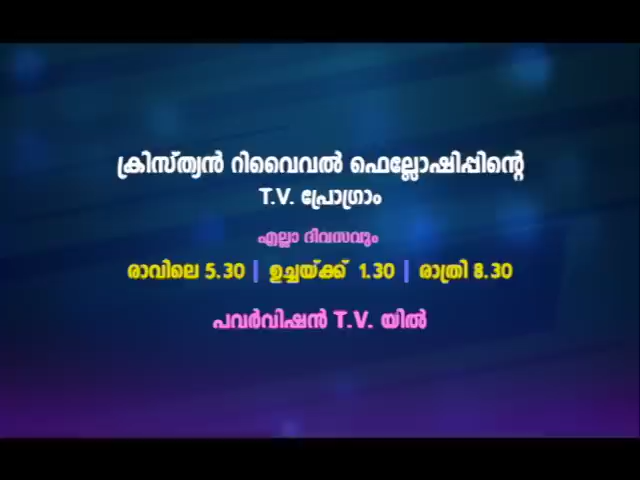 ക്രിസ്ത്യൻ റിവൈവൽ ഫെല്ലോഷിപ്പിന്റെ
T.V. പ്രോഗ്രാം
എല്ലാ ദിവസവും
രാവിലെ 5.30 | ഉച്ചയ്ക്ക് 1.30 | രാത്രി 8.30
പവർവിഷൻ T.V. യിൽ